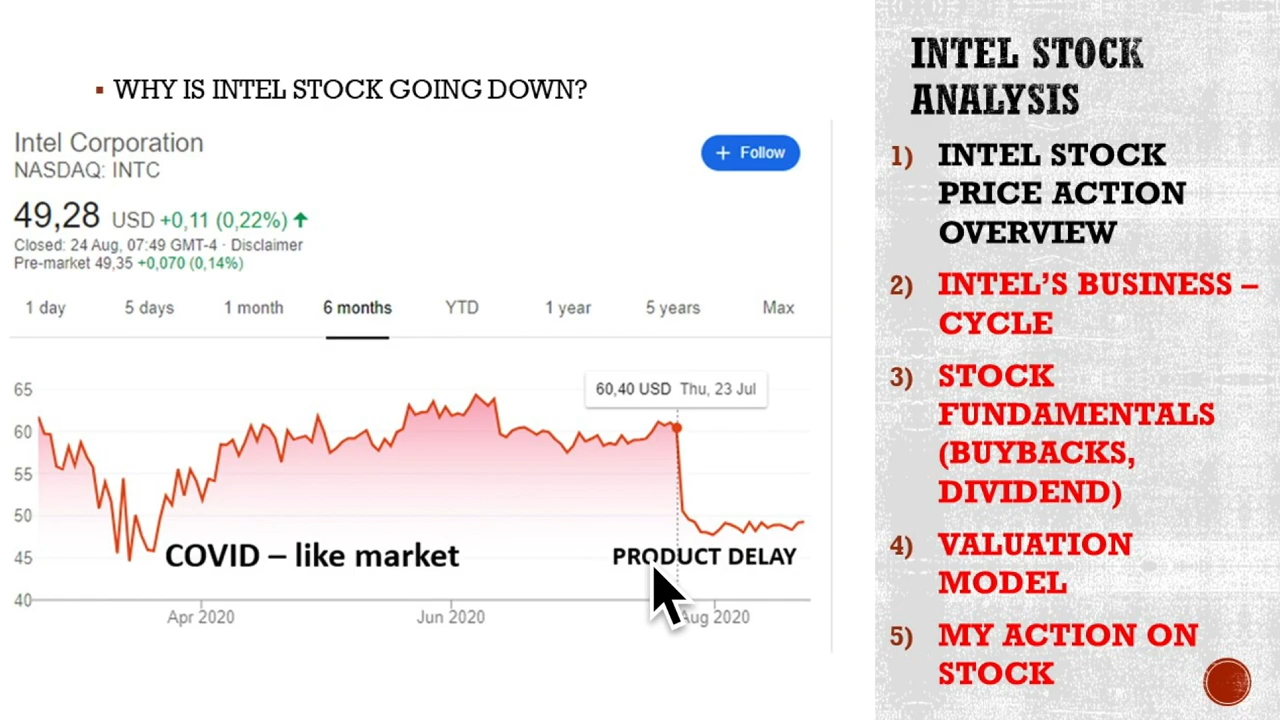 WHY IS INTEL STOCK GOING DOWN?
Intel Corporation
NASDAQ: INTC
+ Follow
49,28 USD +0,11 (0,22%)
Closed: 24 Aug, 07:49 GMT-4 · Disclaimer
Pre-market 49,35 +0,070 (0,14%)
1 day 5 days 1 month 6 months YTD 1 year 5 years Max
60,40 USD Thu, 23 Jul
65
60
55
50
45
40
COVID – like market
PRODUCT DELAY
Apr 2020 Jun 2020 Aug 2020
INTEL STOCK
ANALYSIS
1) INTEL STOCK
PRICE ACTION
OVERVIEW
2) INTEL'S BUSINESS –
CYCLE
3) STOCK
FUNDAMENTALS
(BUYBACKS,
DIVIDEND)
4) VALUATION
MODEL
5) MY ACTION ON
STOCK